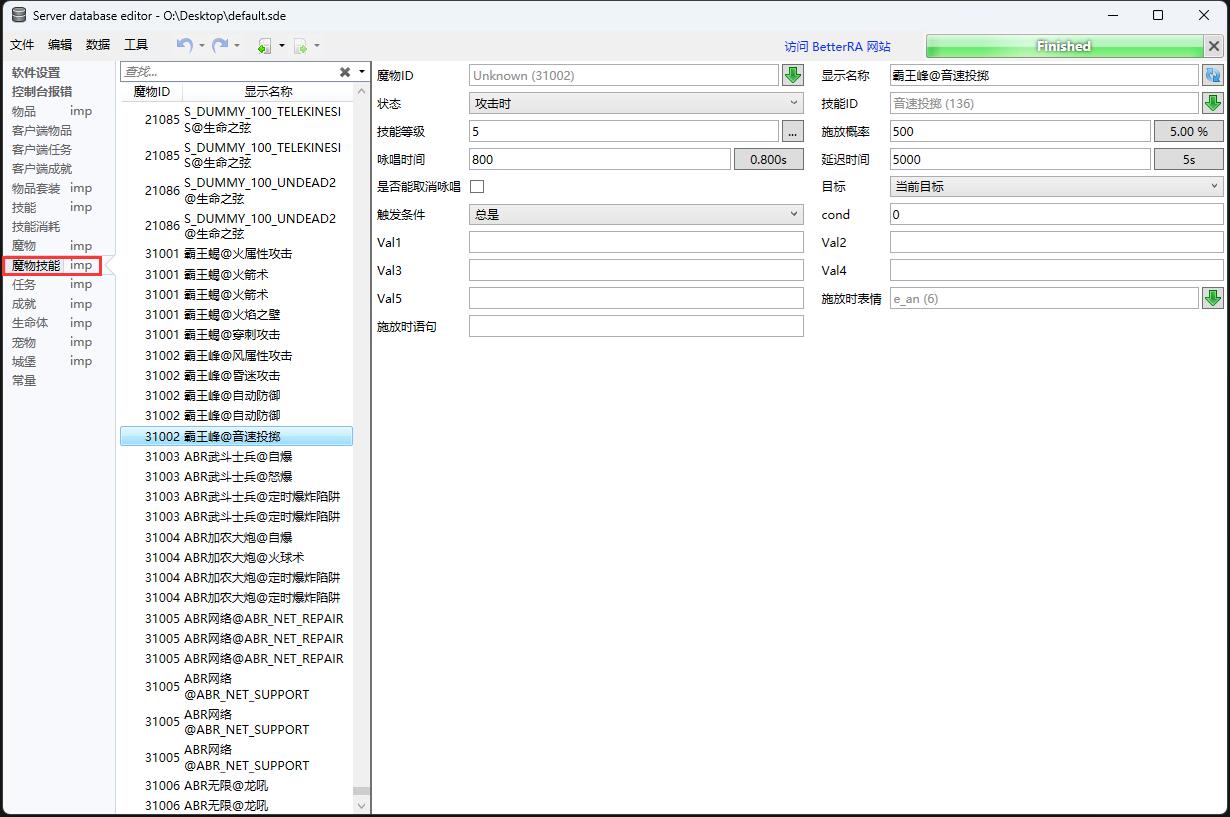 Server database editor - O:\Desktop\default.sde
文件 编辑 数据 工具
访问 BetterRA 网站
Finished
软件设置
控制台报错
物品 imp
客户端物品
客户端任务
客户端成就
物品套装 imp
技能 imp
技能消耗
魔物 imp
魔物技能 imp
任务 imp
成就 imp
生命体 imp
宠物 imp
城堡 imp
常量
查找...
魔物ID 显示名称
21085 S_DUMMY_100_TELEKINESI
S@生命之弦
21085 S_DUMMY_100_TELEKINESI
S@生命之弦
21086 S_DUMMY_100_UNDEAD2
@生命之弦
21086 S_DUMMY_100_UNDEAD2
@生命之弦
31001 霸王蝎@火属性攻击
31001 霸王蝎@火箭术
31001 霸王蝎@火箭术
31001 霸王蝎@火焰之壁
31001 霸王蝎@穿刺攻击
31002 霸王峰@风属性攻击
31002 霸王峰@昏迷攻击
31002 霸王峰@自动防御
31002 霸王峰@自动防御
31002 霸王峰@音速投掷
31003 ABR武斗士兵@自爆
31003 ABR武斗士兵@怒爆
31003 ABR武斗士兵@定时爆炸陷阱
31003 ABR武斗士兵@定时爆炸陷阱
31004 ABR加农大炮@自爆
31004 ABR加农大炮@火球术
31004 ABR加农大炮@定时爆炸陷阱
31004 ABR加农大炮@定时爆炸陷阱
31005 ABR网络@ABR_NET_REPAIR
31005 ABR网络@ABR_NET_REPAIR
31005 ABR网络@ABR_NET_REPAIR
31005 ABR网络
@ABR_NET_SUPPORT
31005 ABR网络
@ABR_NET_SUPPORT
31005 ABR网络
@ABR_NET_SUPPORT
31006 ABR无限@龙吼
31006 ABR无限@龙吼
魔物ID Unknown (31002) 显示名称 霸王峰@音速投掷
状态 攻击时 技能ID 音速投掷 (136)
技能等级 5 ... 施放概率 500 5.00 %
咏唱时间 800 0.800s 延迟时间 5000 5s
是否能取消咏唱 目标 当前目标
触发条件 总是 cond 0
Val1 Val2
Val3 Val4
Val5 施放时表情 e_an (6)
施放时语句